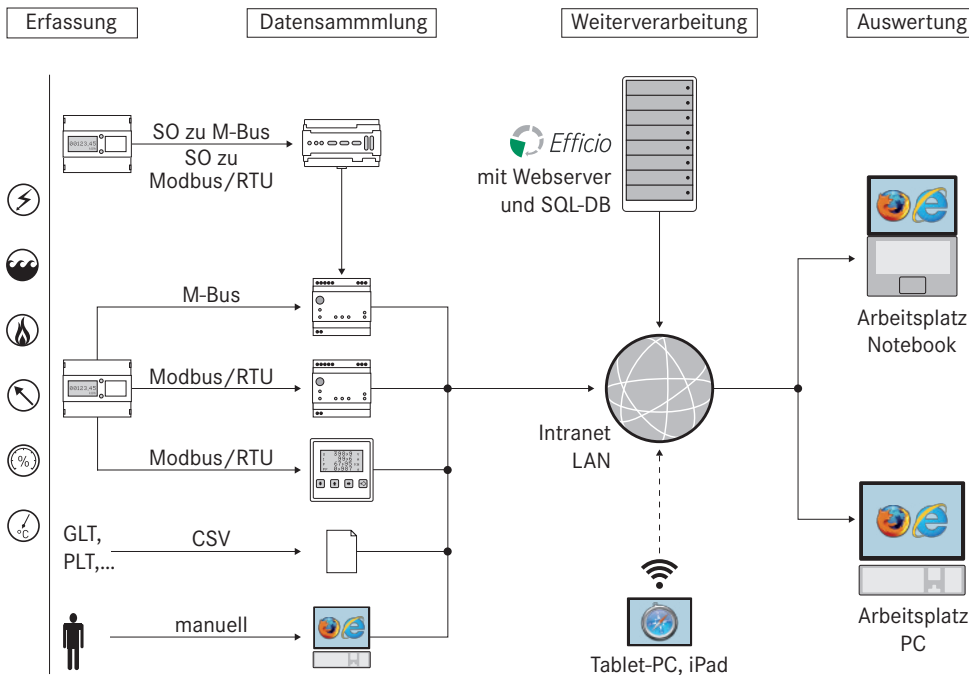 Erfassung
Datensammmlung
Weiterverarbeitung
Auswertung
SO zu M-Bus
SO zu
Modbus/RTU
Efficio
mit Webserver
und SQL-DB
M-Bus
Arbeitsplatz
Notebook
Modbus/RTU
Intranet
LAN
Modbus/RTU
%
°C
GLT,
PLT,...
CSV
manuell
Tablet-PC, iPad
Arbeitsplatz
PC